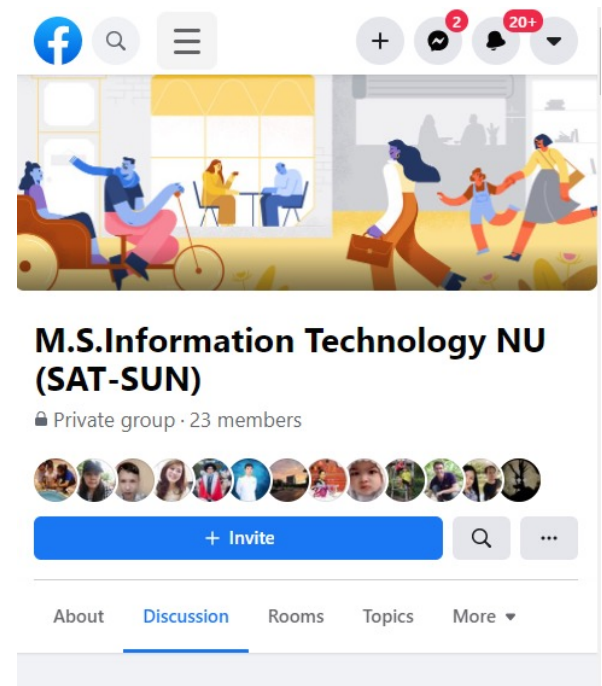 2
20+
M.S.Information Technology NU
(SAT-SUN)
Private group · 23 members
+ Invite
About Discussion Rooms Topics More